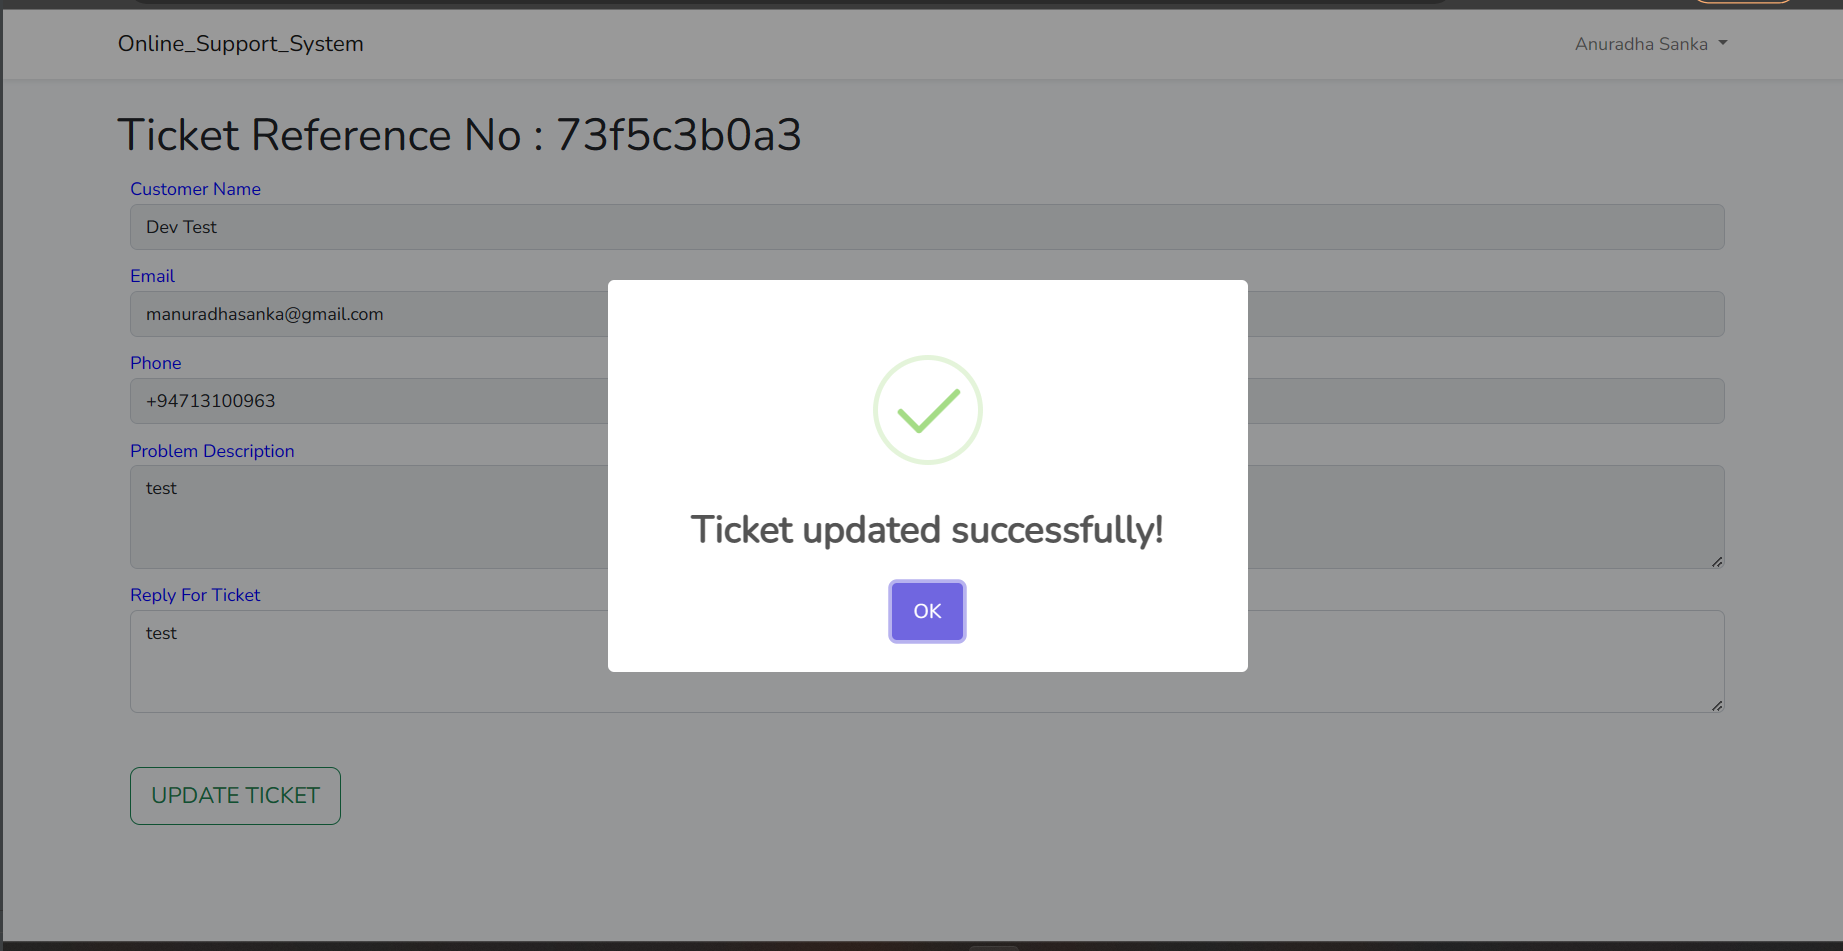 Online_Support_System
Anuradha Sanka
Ticket Reference No : 73f5c3b0a3
Customer Name
Dev Test
Email
manuradhasanka@gmail.com
Phone
+94713100963
Problem Description
test
Reply For Ticket
test
UPDATE TICKET
Ticket updated successfully!
OK